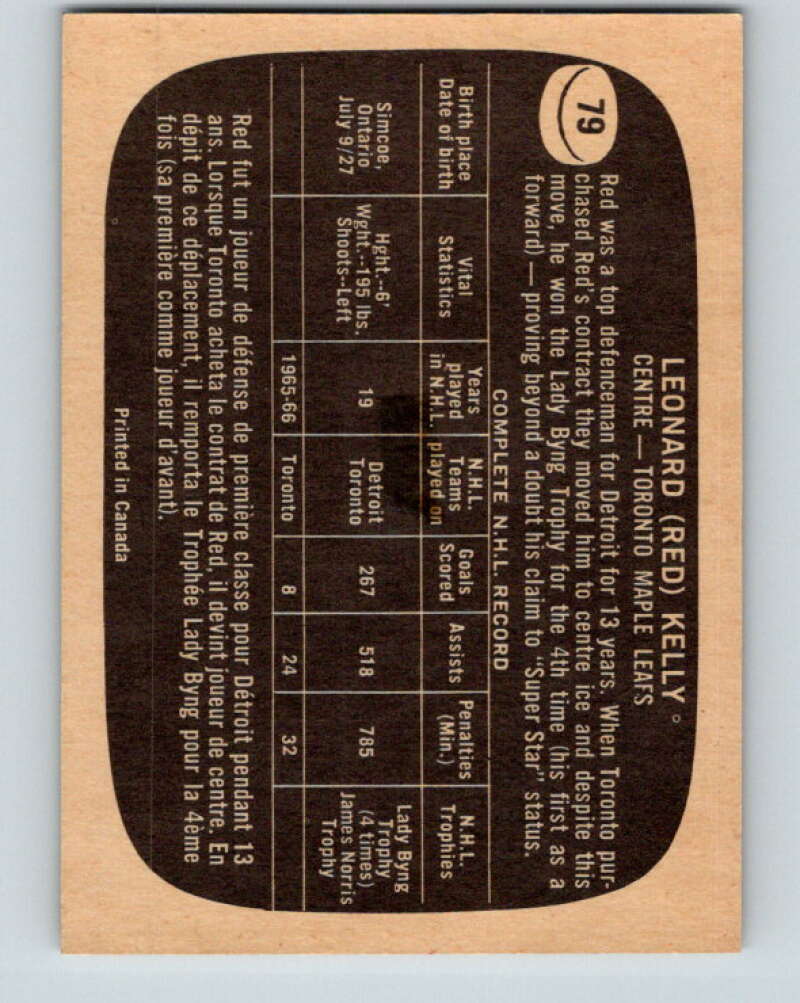 LEONARD (RED) KELLY
CENTRE — TORONTO MAPLE LEAFS
79
Red was a top defenceman for Detroit for 13 years. When Toronto pur-
chased Red's contract they moved him to centre ice and despite this
move, he won the Lady Byng Trophy for the 4th time (his first as a
forward) — proving beyond a doubt his claim to "Super Star" status.
COMPLETE N.H.L. RECORD
Birth place
Date of birth
Vital
Statistics
Years
played
in N.H.L.
N.H.L.
Teams
played on
Goals
Scored
Assists
Penalties
(Min.)
N.H.L.
Trophies
Simcoe,
Ontario
July 9/27
Hght.--6'
Wght.--195 lbs.
Shoots--Left
19
Detroit
Toronto
267
518
785
Lady Byng
Trophy
(4 times)
James Norris
Trophy
1965-66
Toronto
8
24
32
Red fut un joueur de défense de première classe pour Détroit pendant 13
ans. Lorsque Toronto acheta le contrat de Red, il devint joueur de centre. En
dépit de ce déplacement, il remporta le Trophée Lady Byng pour la 4ème
fois (sa première comme joueur d'avant).
Printed in Canada